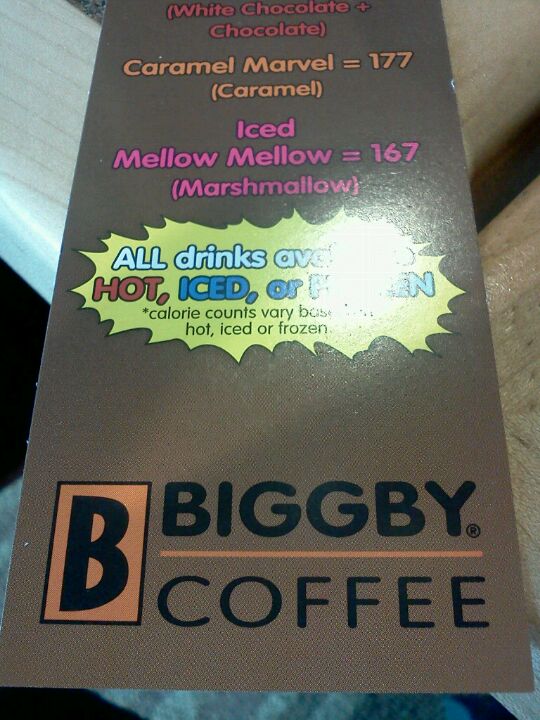 (White Chocolate +
Chocolate)
Caramel Marvel = 177
(Caramel)
Iced
Mellow Mellow = 167
(Marshmallow)
ALL drinks
HOT, ICED, or
*calorie counts vary
hot, iced or frozen
B BIGGBY®
COFFEE